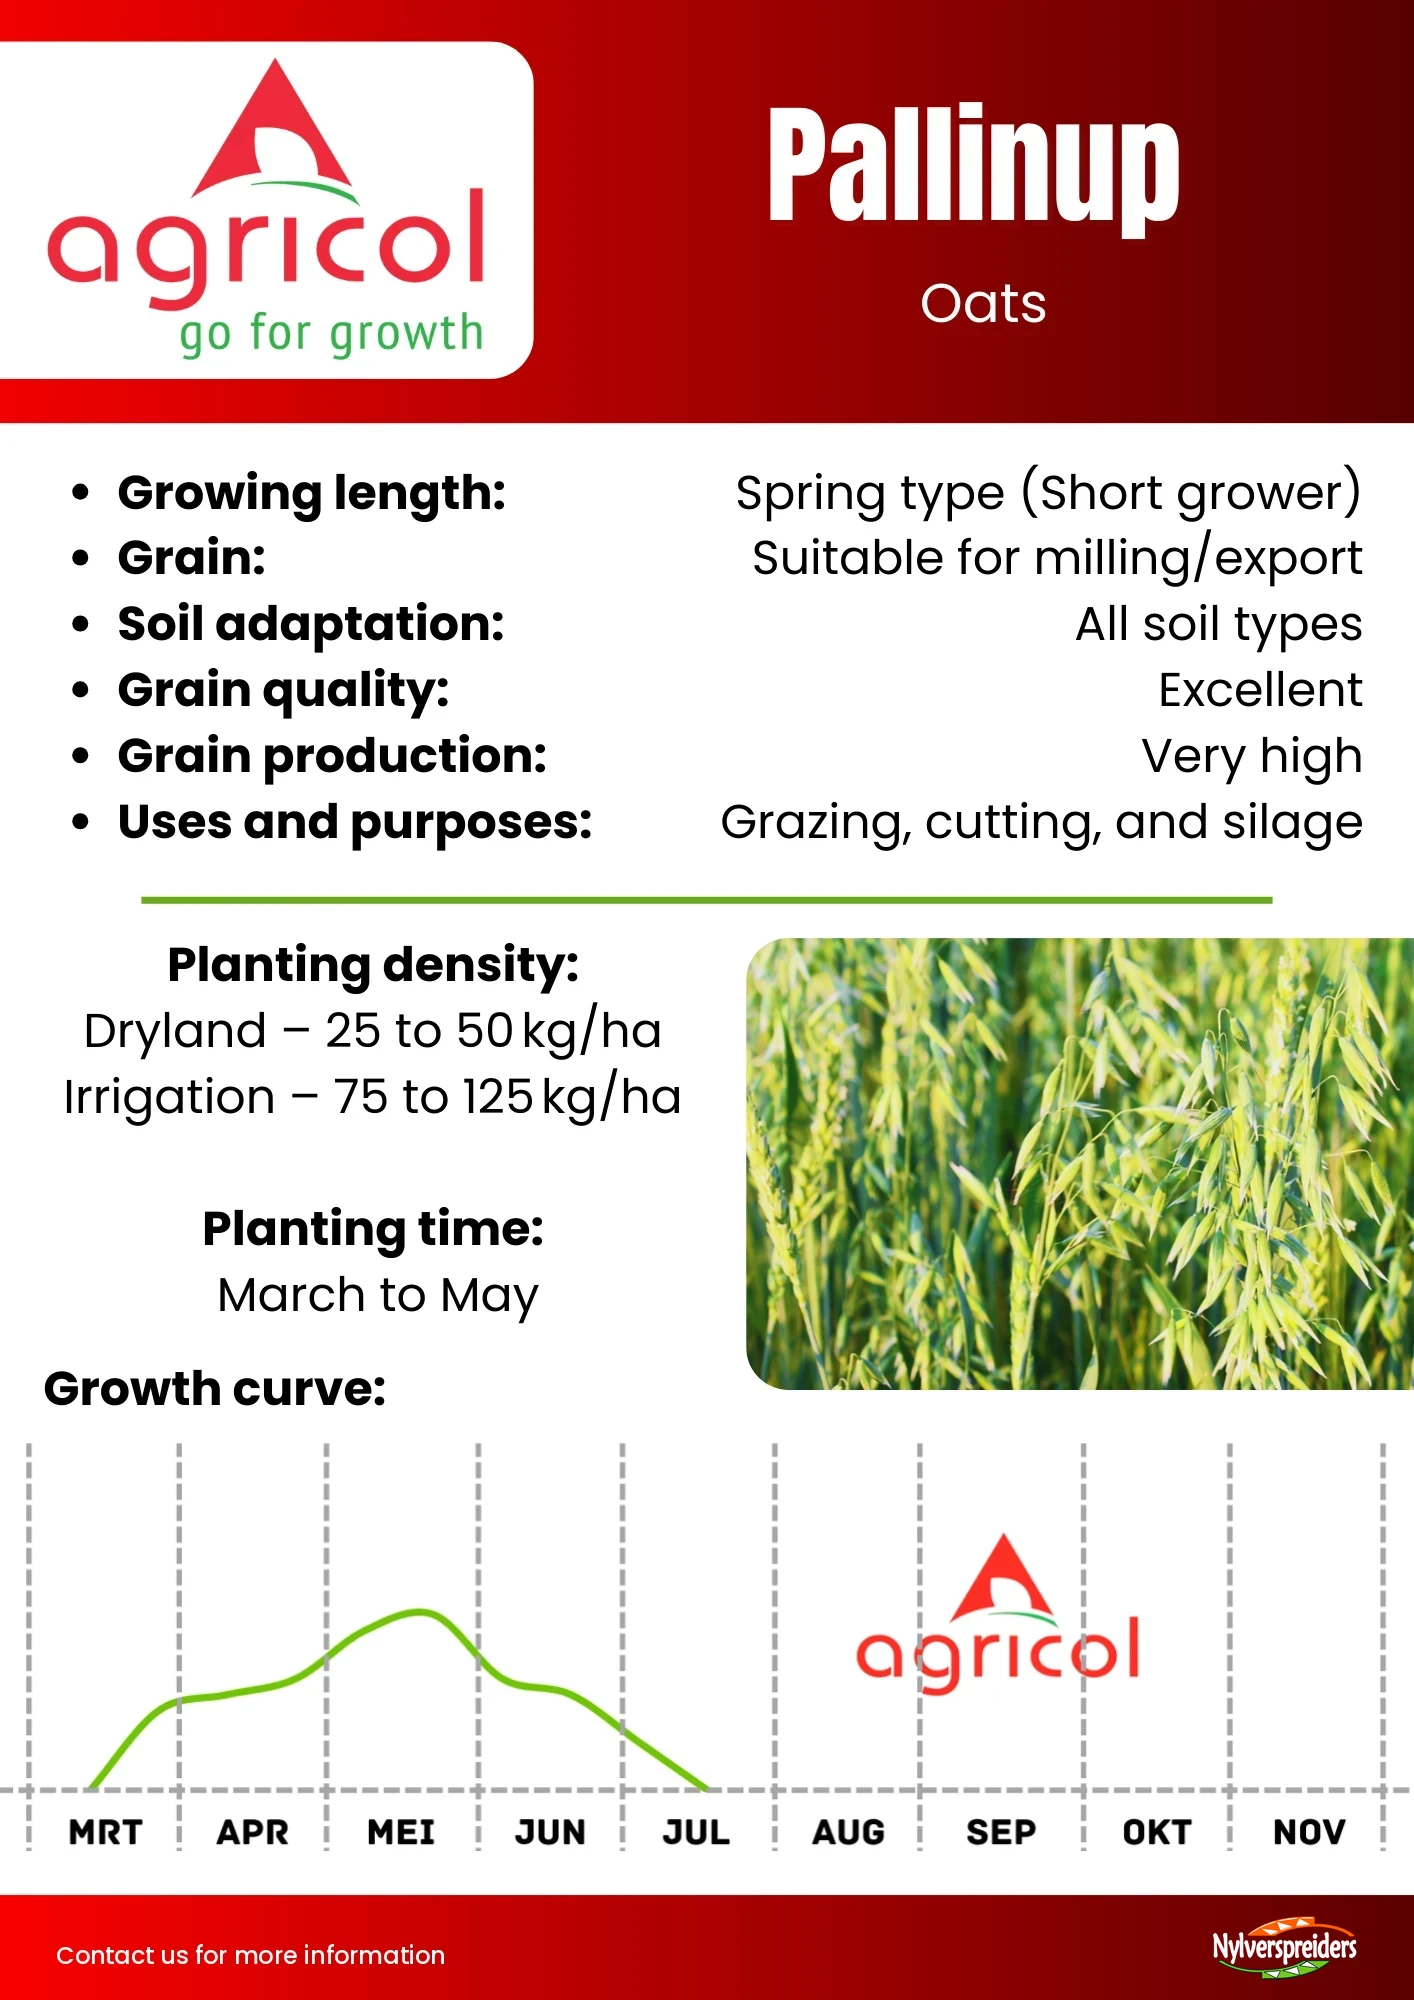 agricol
go for growth
Pallinup
Oats
• Growing length: Spring type (Short grower)
• Grain: Suitable for milling/export
• Soil adaptation: All soil types
• Grain quality: Excellent
• Grain production: Very high
• Uses and purposes: Grazing, cutting, and silage
Planting density:
Dryland – 25 to 50 kg/ha
Irrigation – 75 to 125 kg/ha
Planting time:
March to May
Growth curve:
agricol
MRT APR MEI JUN JUL AUG SEP OKT NOV
Contact us for more information
Nylverspreiders